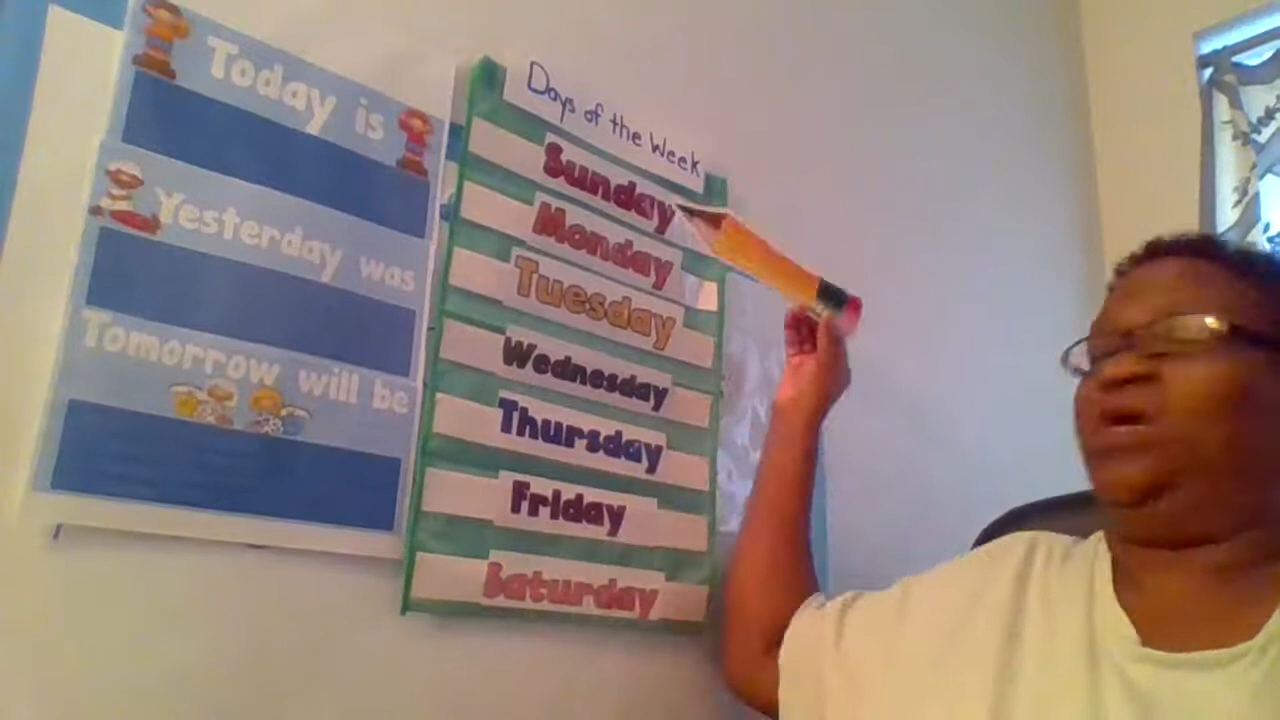 Today is
Yesterday was
Tomorrow will be
Days of the Week
Sunday
Monday
Tuesday
Wednesday
Thursday
Friday
Saturday